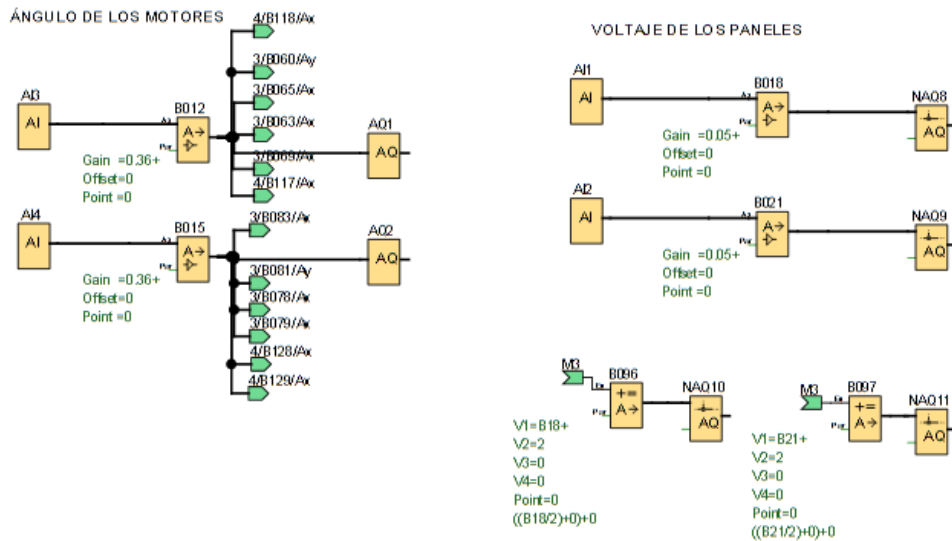 ÁNGULO DE LOS MOTORES
4/B118/Ax
3/B060/Ay
3/B065/Ax
3/B063/Ax
3/B069/Ax
4/B117/Ax
AI3
AI
B012
Ax
Par
A→
Gain =0.36+
Offset=0
Point =0
AQ1
AQ
AI4
AI
B015
Ax
Par
A→
Gain =0.36+
Offset=0
Point =0
3/B083/Ax
AQ2
AQ
3/B081/Ay
3/B078/Ax
3/B079/Ax
4/B128/Ax
4/B129/Ax
VOLTAJE DE LOS PANELES
AI1
AI
B018
Ax
Par
A→
Gain =0.05+
Offset=0
Point =0
NAQ8
AQ
AI2
AI
B021
Ax
Par
A→
Gain =0.05+
Offset=0
Point =0
NAQ9
AQ
M3
B096
En
Par
+=
A→
NAQ10
AQ
V1=B18+
V2=2
V3=0
V4=0
Point=0
((B18/2)+0)+0
M3
B097
En
Par
+=
A→
NAQ11
AQ
V1=B21+
V2=2
V3=0
V4=0
Point=0
((B21/2)+0)+0